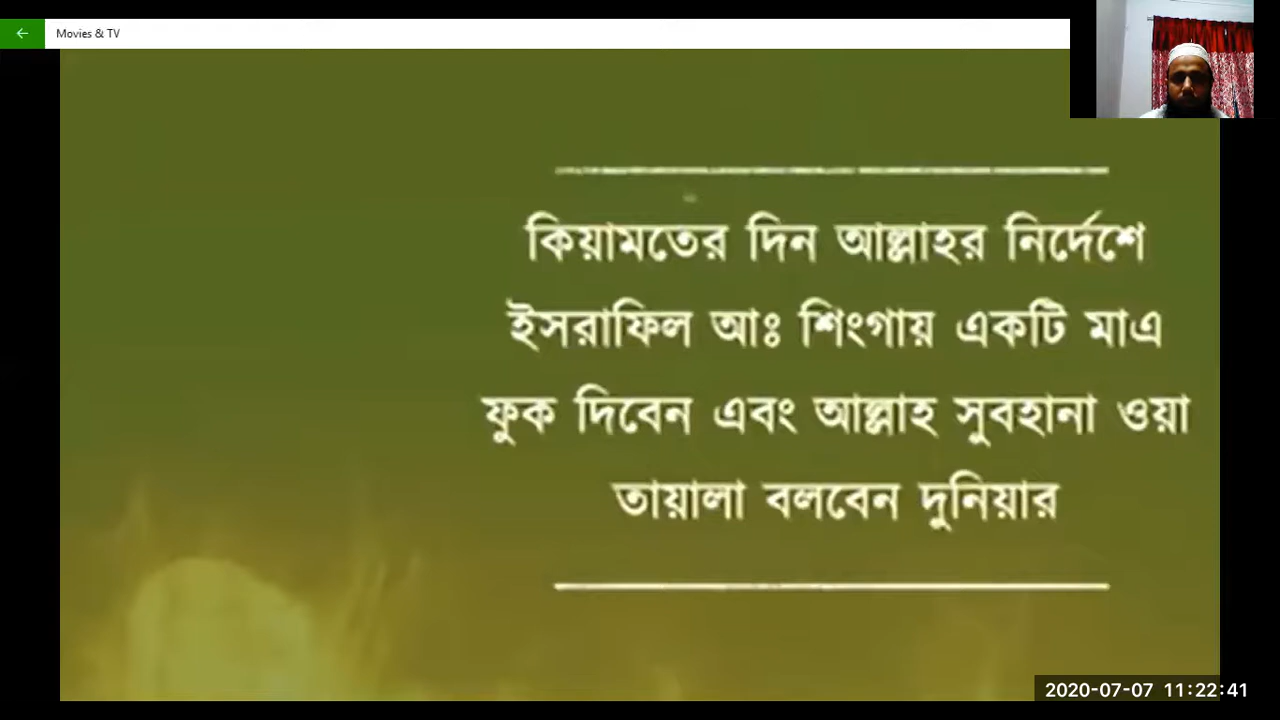 Movies & TV
কিয়ামতের দিন আল্লাহর নির্দেশে
ইসরাফিল আঃ শিংগায় একটি মাএ
ফুক দিবেন এবং আল্লাহ সুবহানা ওয়া
তায়ালা বলবেন দুনিয়ার
2020-07-07 11:22:41